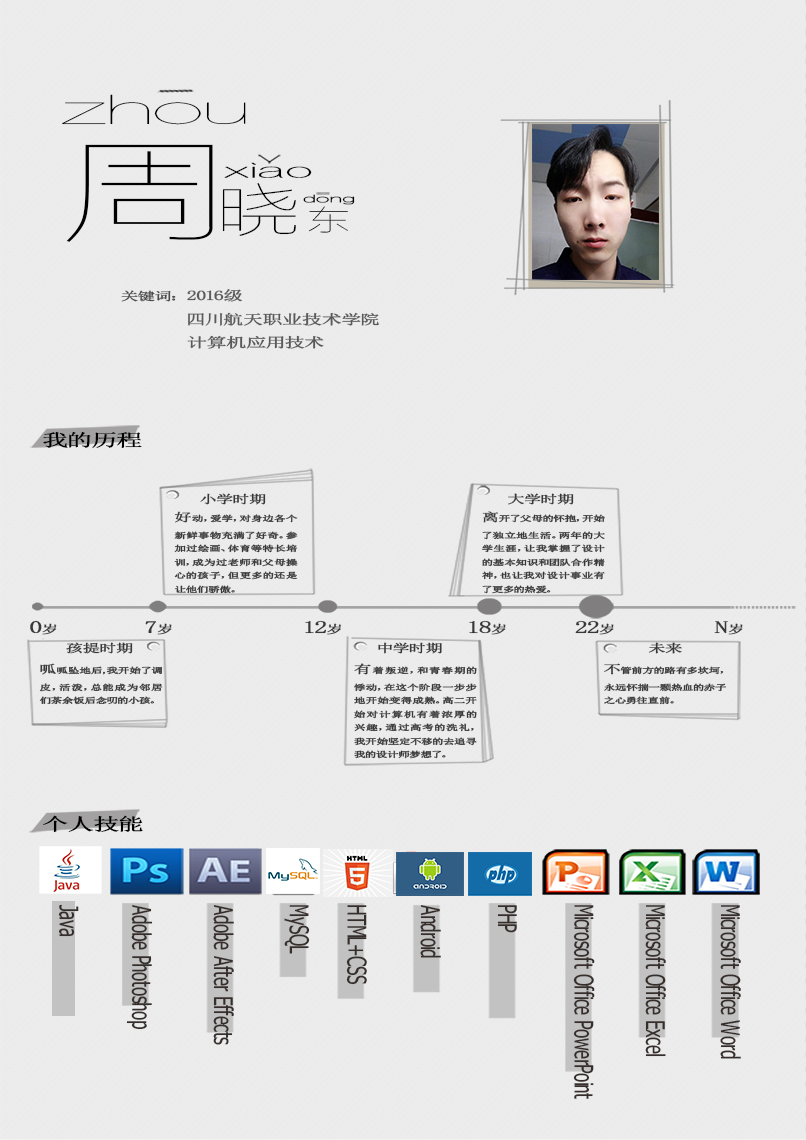 zhōu
周
xiǎo
晓
dōng
东
关键词：2016级
四川航天职业技术学院
计算机应用技术
我的历程
小学时期
好动，爱学，对身边各个
新鲜事物充满了好奇。参
加过绘画、体育等特长培
训，成为过老师和父母操
心的孩子，但更多的还是
让他们骄傲。
大学时期
离开了父母的怀抱，开始
了独立地生活。两年的大
学生涯，让我掌握了设计
的基本知识和团队合作精
神，也让我对设计事业有
了更多的热爱。
0岁
7岁
12岁
18岁
22岁
N岁
孩提时期
呱呱坠地后，我开始了调
皮，活泼，总能成为邻居
们茶余饭后念叨的小孩。
中学时期
有着叛逆，和青春期的
悸动，在这个阶段一步步
地开始变得成熟。高二开
始对计算机有着浓厚的
兴趣，通过高考的洗礼，
我开始坚定不移的去追寻
我的设计师梦想了。
未来
不管前方的路有多坎坷，
永远怀揣一颗热血的赤子
之心勇往直前。
个人技能
Java
Ps
AE
MySQL
HTML
5
android
php
P
X
W
Java
Adobe Photoshop
Adobe After Effects
MySQL
HTML+CSS
Android
PHP
Microsoft Office PowerPoint
Microsoft Office Excel
Microsoft Office Word